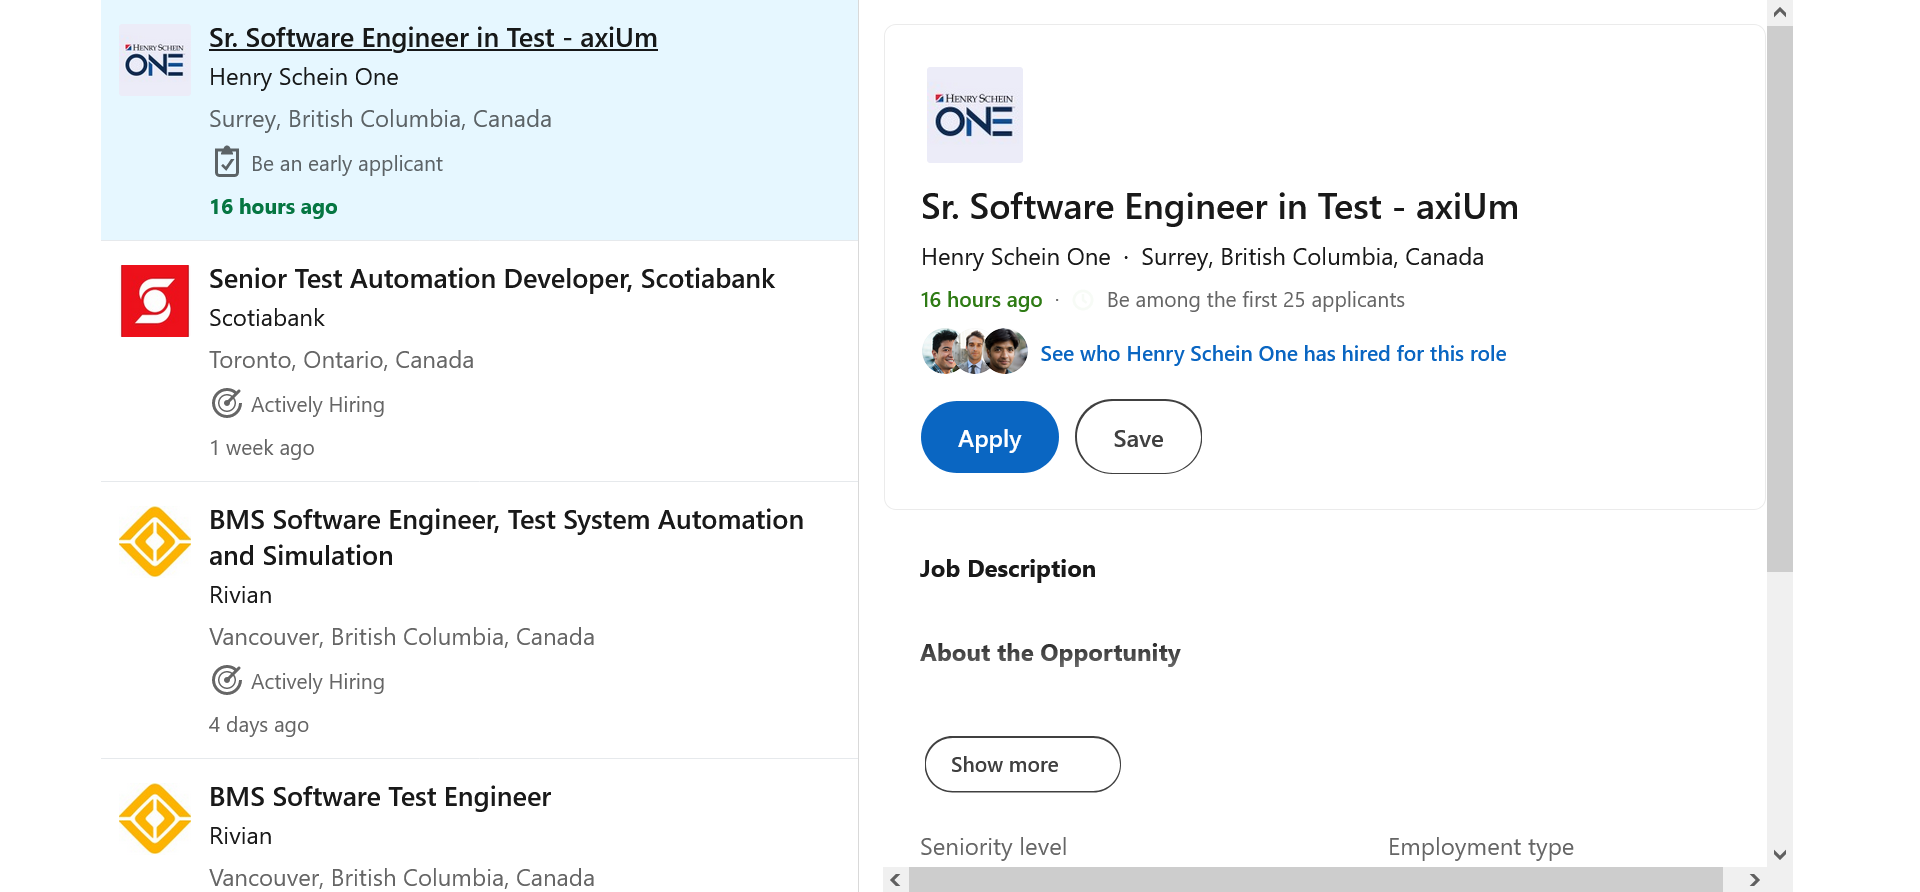 HENRY SCHEIN
ONE
Sr. Software Engineer in Test - axiUm
Henry Schein One
Surrey, British Columbia, Canada
Be an early applicant
16 hours ago
Senior Test Automation Developer, Scotiabank
Scotiabank
Toronto, Ontario, Canada
Actively Hiring
1 week ago
BMS Software Engineer, Test System Automation
and Simulation
Rivian
Vancouver, British Columbia, Canada
Actively Hiring
4 days ago
BMS Software Test Engineer
Rivian
Vancouver, British Columbia, Canada
HENRY SCHEIN
ONE
Sr. Software Engineer in Test - axiUm
Henry Schein One · Surrey, British Columbia, Canada
16 hours ago · Be among the first 25 applicants
See who Henry Schein One has hired for this role
Apply Save
Job Description
About the Opportunity
Show more
Seniority level Employment type